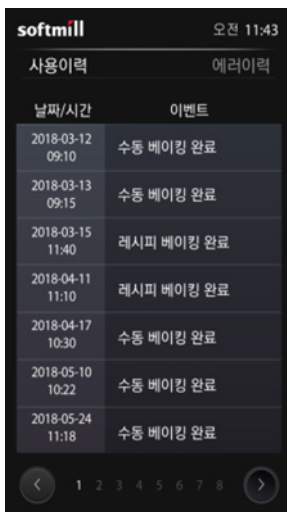 softmill 오전 11:43
사용이력 에러이력
날짜/시간 이벤트
2018-03-12
09:10 수동 베이킹 완료
2018-03-13
09:15 수동 베이킹 완료
2018-03-15
11:40 레시피 베이킹 완료
2018-04-11
11:10 레시피 베이킹 완료
2018-04-17
10:30 수동 베이킹 완료
2018-05-10
10:22 수동 베이킹 완료
2018-05-24
11:18 수동 베이킹 완료
1 2 3 4 5 6 7 8